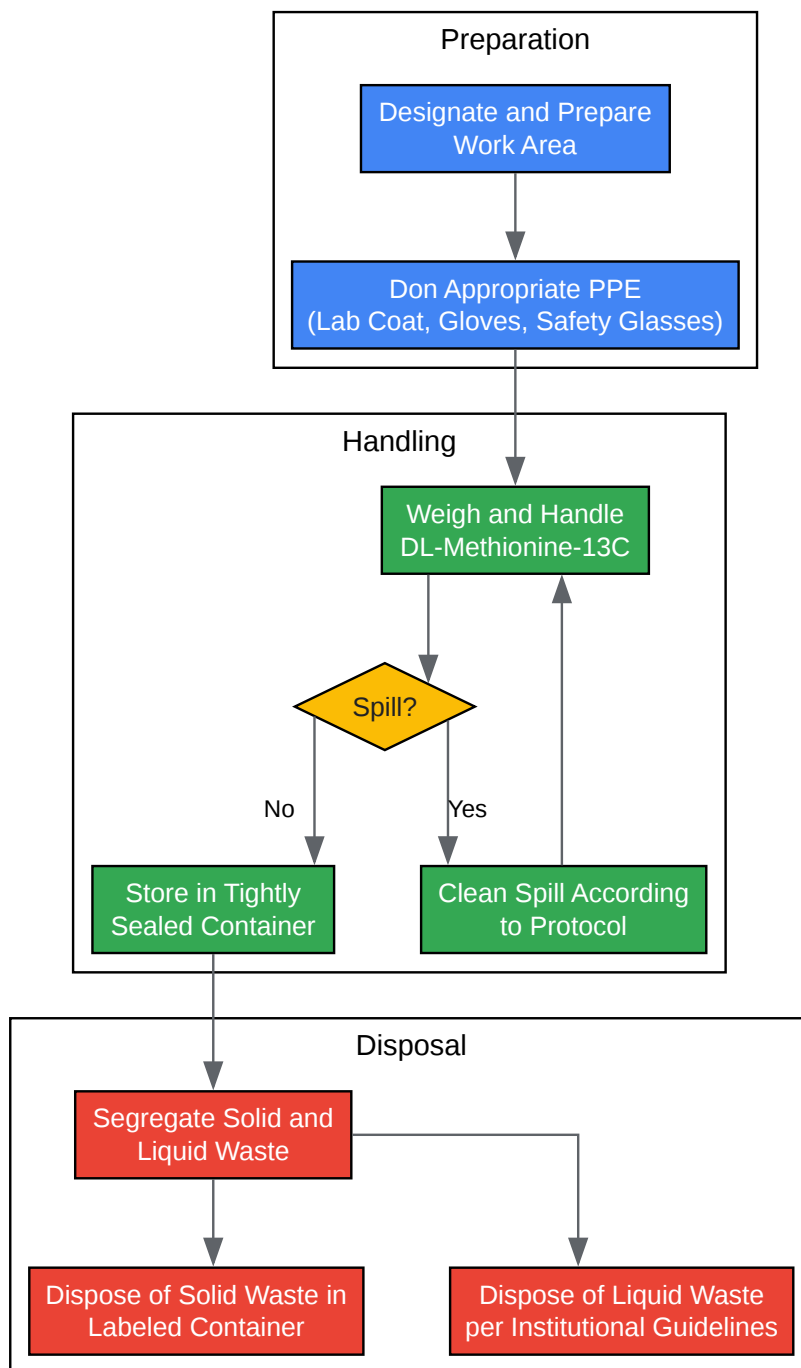 Preparation
Designate and Prepare
Work Area
Don Appropriate PPE
(Lab Coat, Gloves, Safety Glasses)
Handling
Weigh and Handle
DL-Methionine-13C
Spill?
No
Yes
Store in Tightly
Sealed Container
Clean Spill According
to Protocol
Disposal
Segregate Solid and
Liquid Waste
Dispose of Solid Waste in
Labeled Container
Dispose of Liquid Waste
per Institutional Guidelines